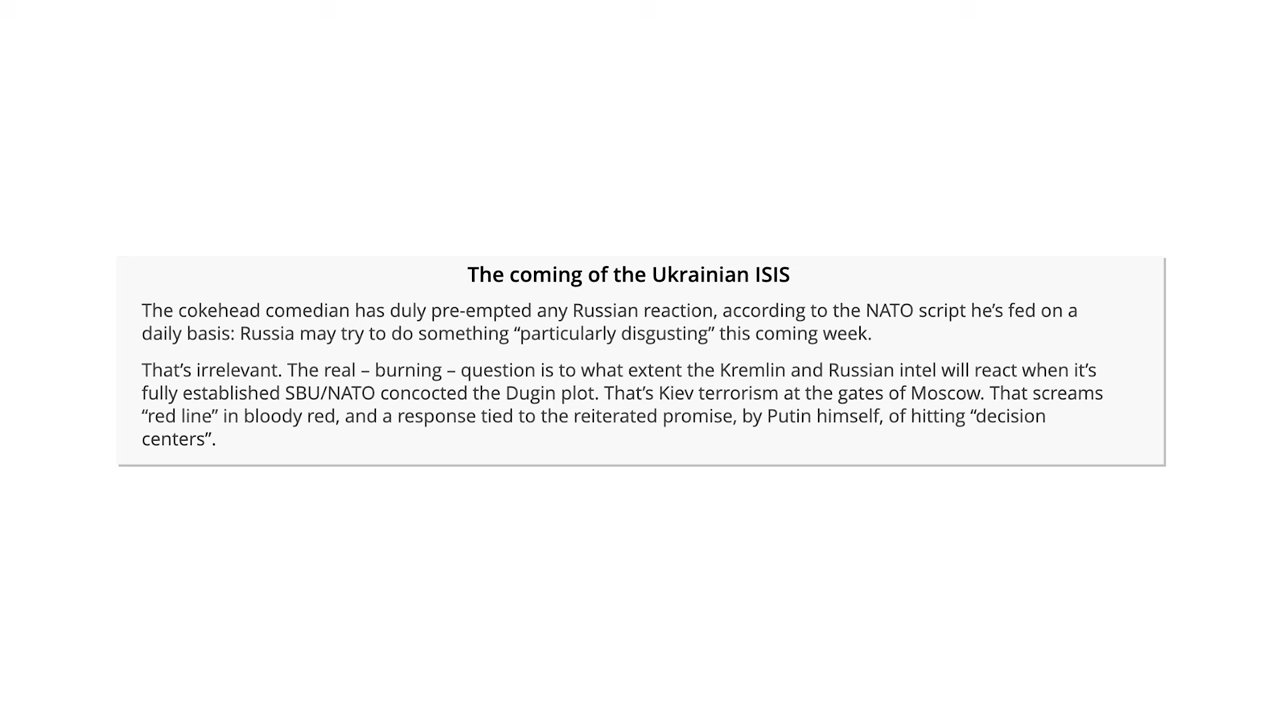 The coming of the Ukrainian ISIS
The cokehead comedian has duly pre-empted any Russian reaction, according to the NATO script he’s fed on a
daily basis: Russia may try to do something “particularly disgusting” this coming week.
That’s irrelevant. The real – burning – question is to what extent the Kremlin and Russian intel will react when it’s
fully established SBU/NATO concocted the Dugin plot. That’s Kiev terrorism at the gates of Moscow. That screams
“red line” in bloody red, and a response tied to the reiterated promise, by Putin himself, of hitting “decision
centers”.